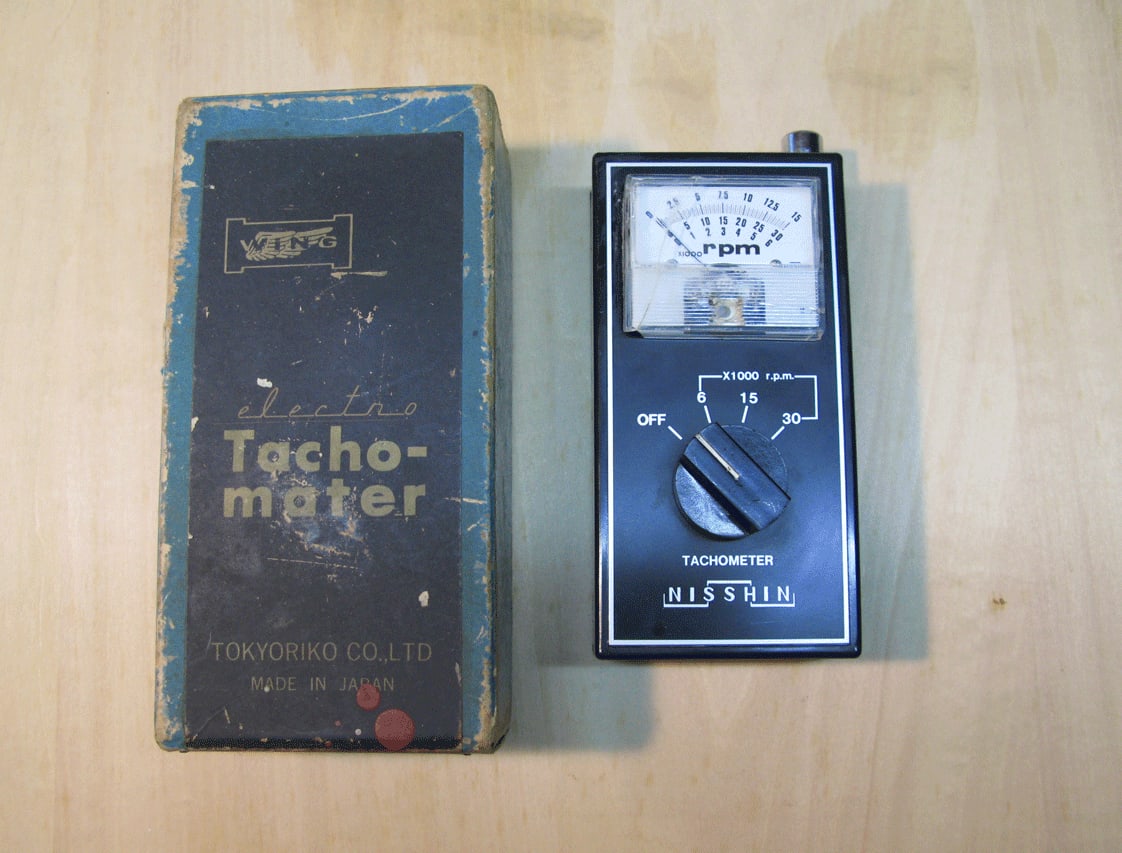 WING
electro
Tacho-
mater
TOKYORIKO CO.,LTD
MADE IN JAPAN
0 2.5 5 7.5 10 12.5 15
5 10 15 20 25 30
1 2 3 4 5 6
X1000 rpm
X1000 r.p.m.
OFF 6 15 30
TACHOMETER
NISSHIN